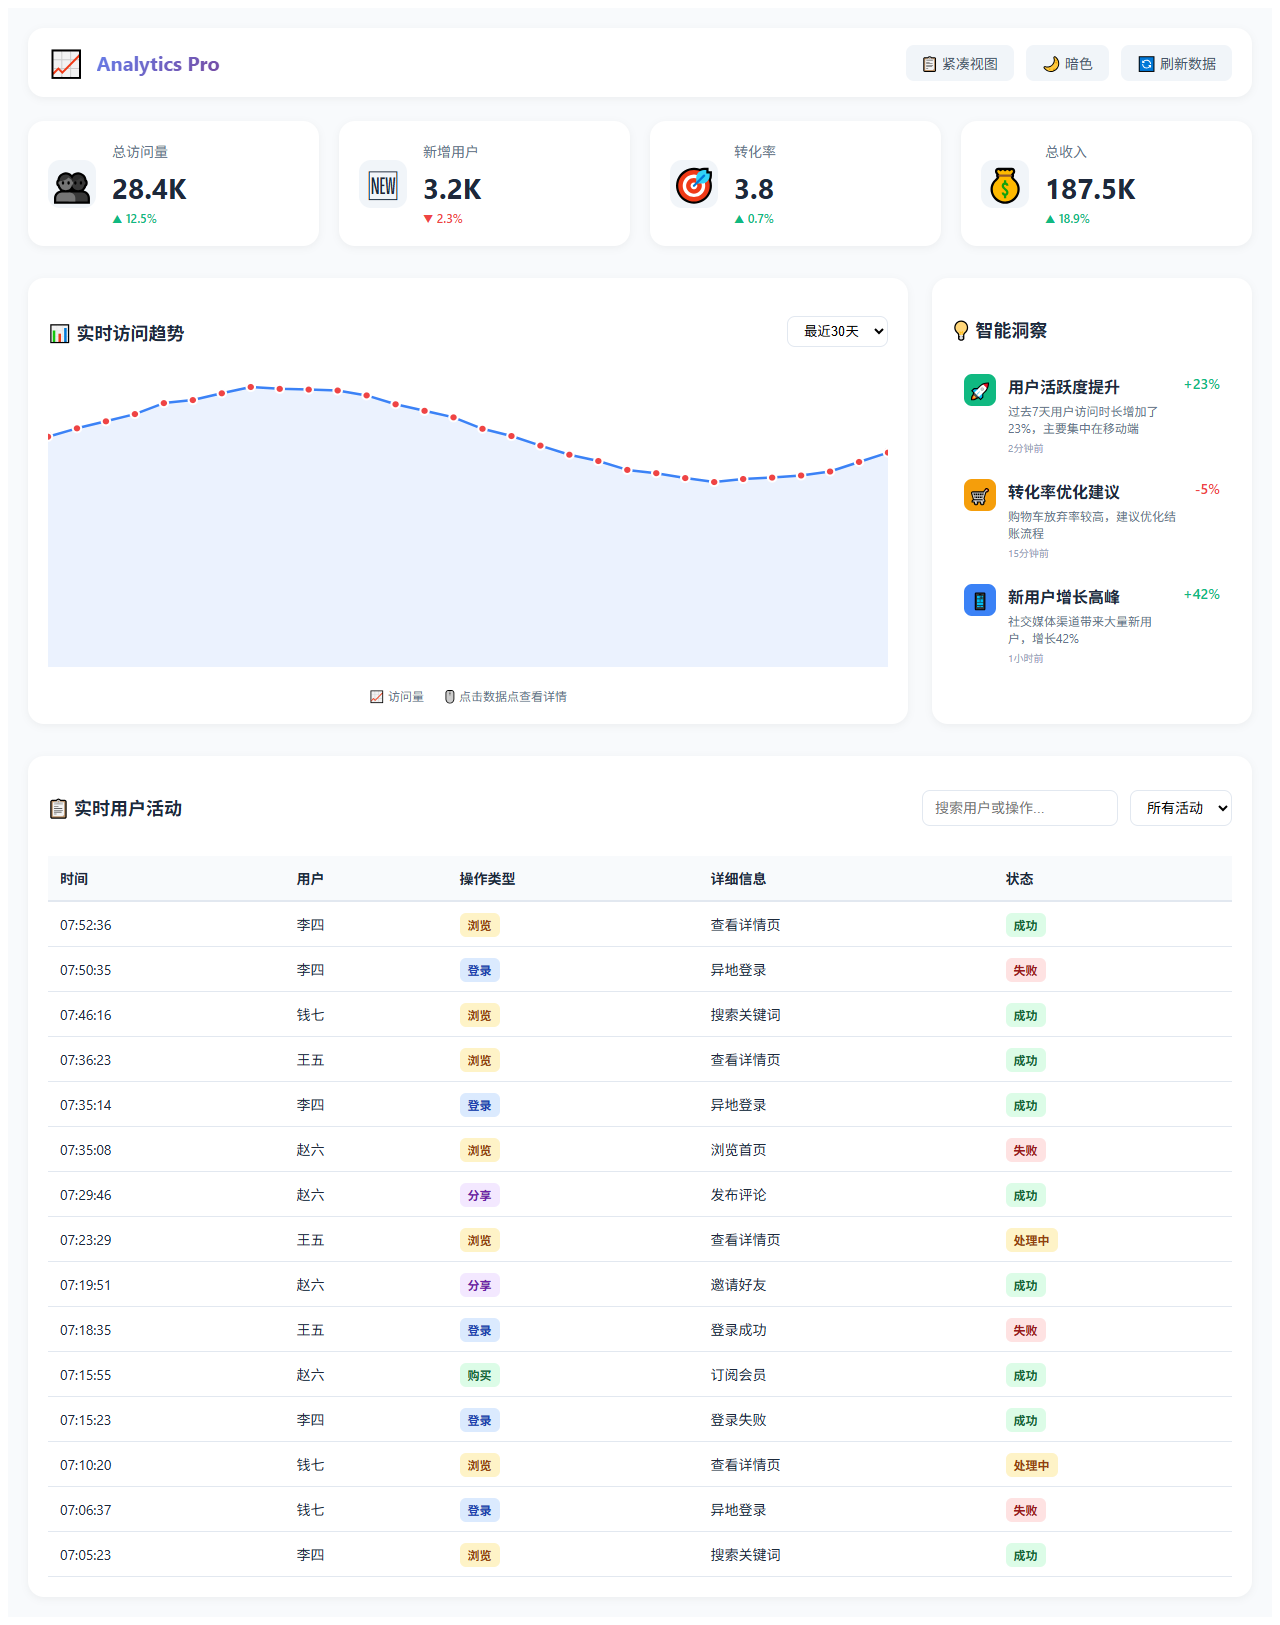 Analytics Pro
紧凑视图
暗色
刷新数据
总访问量
28.4K
▲ 12.5%
新增用户
NEW
3.2K
▼ 2.3%
转化率
3.8
▲ 0.7%
总收入
187.5K
▲ 18.9%
实时访问趋势
最近30天
访问量
点击数据点查看详情
智能洞察
用户活跃度提升 +23%
过去7天用户访问时长增加了
23%，主要集中在移动端
2分钟前
转化率优化建议 -5%
购物车放弃率较高，建议优化结
账流程
15分钟前
新用户增长高峰 +42%
社交媒体渠道带来大量新用
户，增长42%
1小时前
实时用户活动
搜索用户或操作...
所有活动
时间 用户 操作类型 详细信息 状态
07:52:36 李四 浏览 查看详情页 成功
07:50:35 李四 登录 异地登录 失败
07:46:16 钱七 浏览 搜索关键词 成功
07:36:23 王五 浏览 查看详情页 成功
07:35:14 李四 登录 异地登录 成功
07:35:08 赵六 浏览 浏览首页 失败
07:29:46 赵六 分享 发布评论 成功
07:23:29 王五 浏览 查看详情页 处理中
07:19:51 赵六 分享 邀请好友 成功
07:18:35 王五 登录 登录成功 失败
07:15:55 赵六 购买 订阅会员 成功
07:15:23 李四 登录 登录失败 成功
07:10:20 钱七 浏览 查看详情页 处理中
07:06:37 钱七 登录 异地登录 失败
07:05:23 李四 浏览 搜索关键词 成功